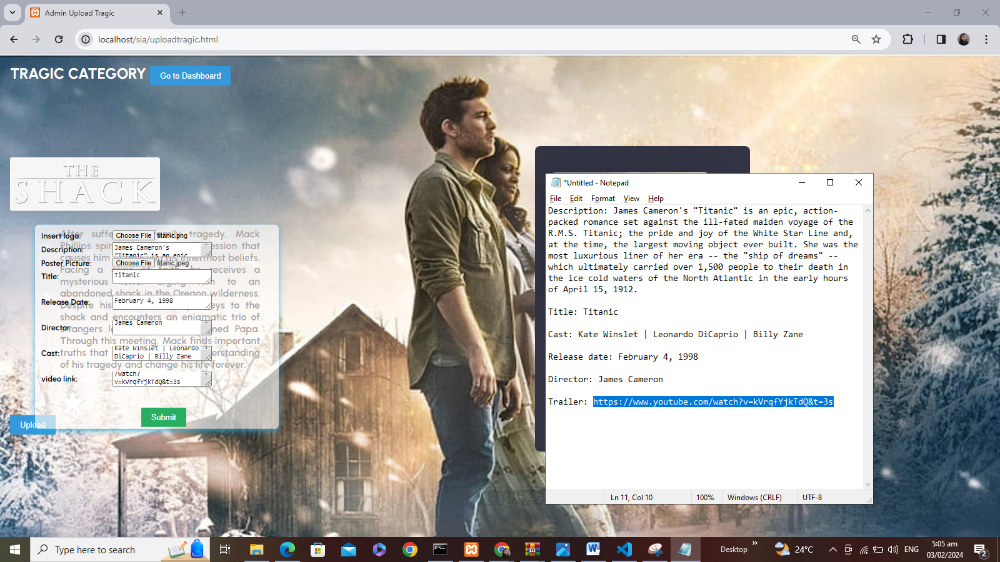 Admin Upload Tragic
localhost/sia/uploadtragic.html
TRAGIC CATEGORY
Go to Dashboard
THE
SHACK
After suffe family tragedy, Mack
Phillips spir ession that
causes him his innermost beliefs.
Facing a he receives a
mysterious to an
abandoned shack in the Oregon wilderness.
Despite his eys to the
shack and encounters an enigmatic trio of
strangers med Papa.
Through this meeting, Mack finds important
truths that erstanding
of his tragedy and change his life forever.
Insert logo: Choose File titanic.png
Description: James Cameron's
"Titanic" is an epic,
Poster Picture: Choose File titanic.jpeg
Title: Titanic
Release Date: February 4, 1998
Director: James Cameron
Cast: Kate Winslet | Leonardo
DiCaprio | Billy Zane
video link: /watch?
v=kVrqfYjkTdQ&t=3s
Submit
Upload
*Untitled - Notepad
File Edit Format View Help
Description: James Cameron's "Titanic" is an epic, action-
packed romance set against the ill-fated maiden voyage of the
R.M.S. Titanic; the pride and joy of the White Star Line and,
at the time, the largest moving object ever built. She was the
most luxurious liner of her era -- the "ship of dreams" --
which ultimately carried over 1,500 people to their death in
the ice cold waters of the North Atlantic in the early hours
of April 15, 1912.
Title: Titanic
Cast: Kate Winslet | Leonardo DiCaprio | Billy Zane
Release date: February 4, 1998
Director: James Cameron
Trailer: https://www.youtube.com/watch?v=kVrqfYjkTdQ&t=3s
Ln 11, Col 10 100% Windows (CRLF) UTF-8
Type here to search
Desktop
24°C
ENG
5:05 am
03/02/2024
2